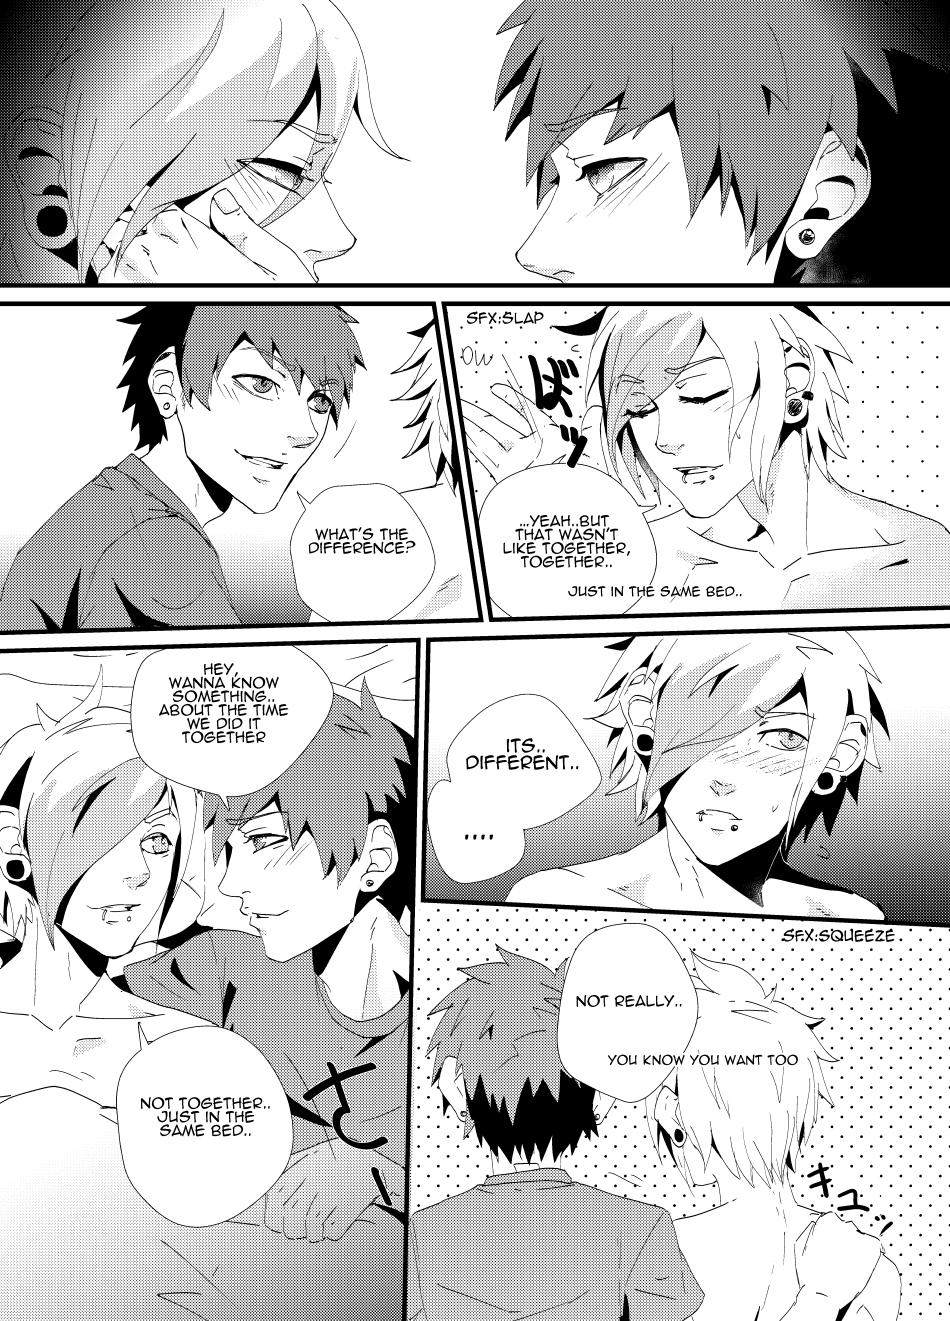 SFX:SLAP
OW
ばッ
WHAT'S THE
DIFFERENCE?
...YEAH..BUT
THAT WASN'T
LIKE TOGETHER,
TOGETHER..
JUST IN THE SAME BED..
HEY,
WANNA KNOW
SOMETHING..
ABOUT THE TIME
WE DID IT
TOGETHER
ITS..
DIFFERENT..
....
NOT TOGETHER..
JUST IN THE
SAME BED..
さ
SFX:SQUEEZE
NOT REALLY..
YOU KNOW YOU WANT TOO
キュッ